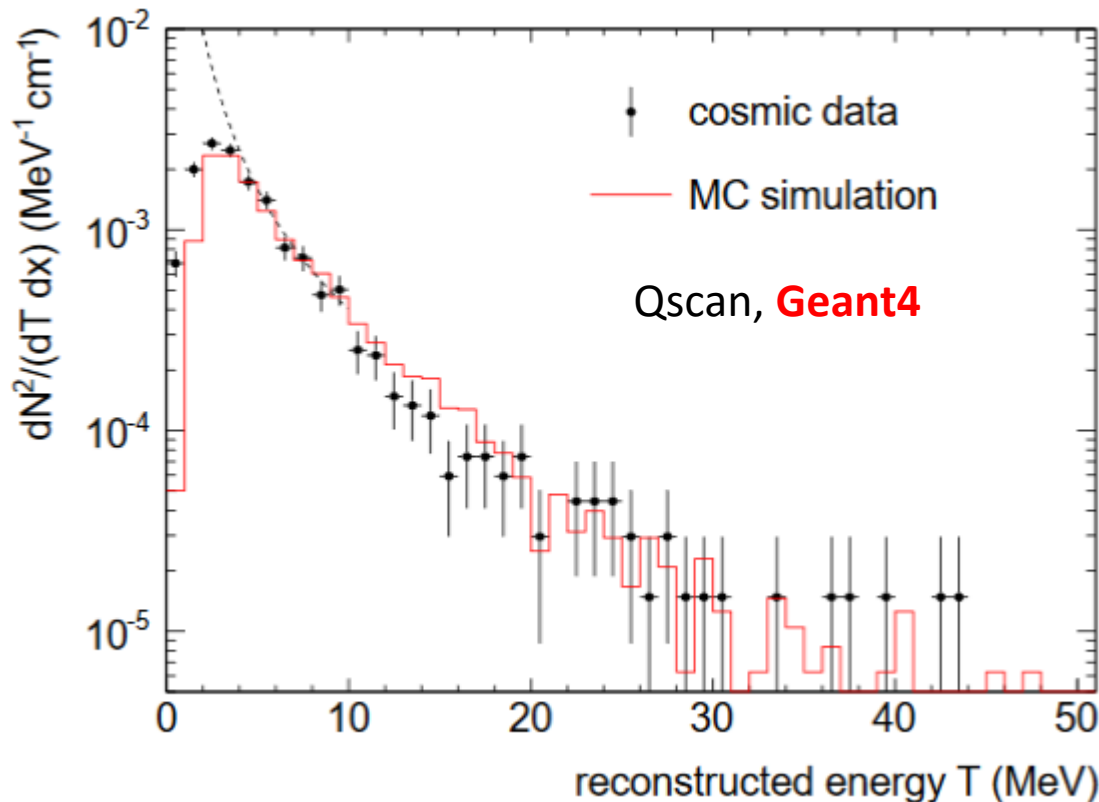 dN²/(dT dx) (MeV⁻¹ cm⁻¹)
10⁻²
10⁻³
10⁻⁴
10⁻⁵
cosmic data
MC simulation
Qscan, Geant4
0 10 20 30 40 50
reconstructed energy T (MeV)